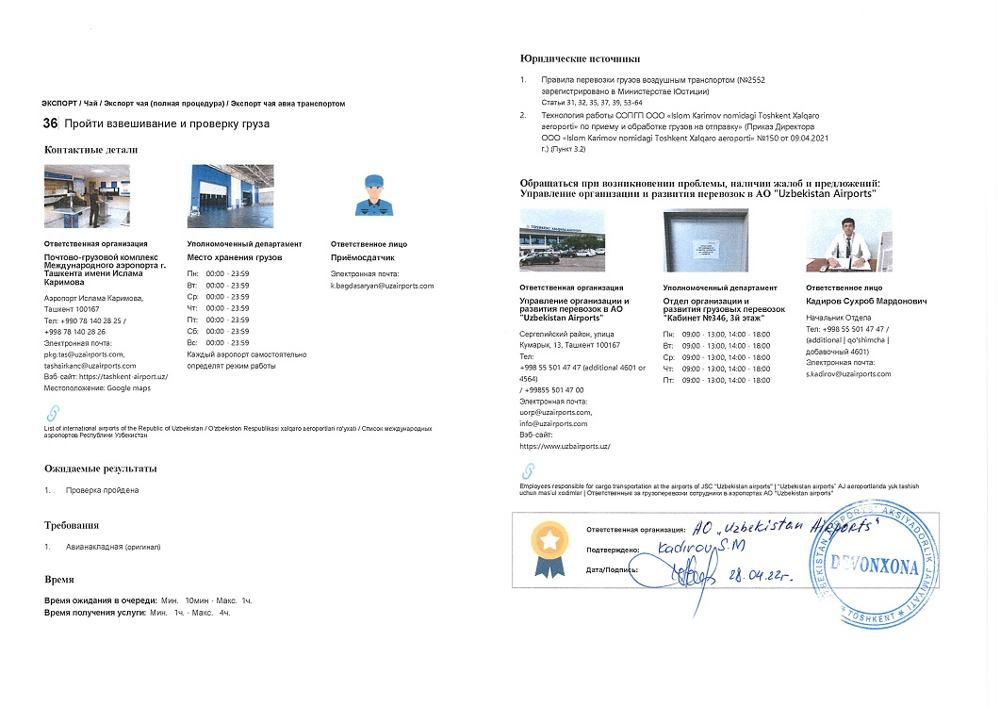 ЭКСПОРТ / Чай / Экспорт чая (полная процедура) / Экспорт чая авиа транспортом
36 Пройти взвешивание и проверку груза
Контактные детали
Ответственная организация
Почтово-грузовой комплекс
Международного аэропорта г.
Ташкента имени Ислама
Каримова
Аэропорт Ислама Каримова,
Ташкент 100167
Тел: +990 78 140 28 25 /
+998 78 140 28 26
Электронная почта:
pkg.tas@uzairports.com,
tashairkanc@uzairports.com
Вэб-сайт: https://tashkent-airport.uz/
Местоположение: Google maps
Уполномоченный департамент
Место хранения грузов
Пн: 00:00 - 23:59
Вт: 00:00 - 23:59
Ср: 00:00 - 23:59
Чт: 00:00 - 23:59
Пт: 00:00 - 23:59
Сб: 00:00 - 23:59
Вс: 00:00 - 23:59
Каждый аэропорт самостоятельно
определят режим работы
Ответственное лицо
Приёмосдатчик
Электронная почта:
k.bagdasaryan@uzairports.com
List of international airports of the Republic of Uzbekistan / O'zbekiston Respublikasi xalqaro aeroportlari ro'yxati / Список международных
аэропортов Республики Узбекистан
Ожидаемые результаты
1. Проверка пройдена
Требования
1. Авианакладная (оригинал)
Время
Время ожидания в очереди: Мин. 10мин - Макс. 1ч.
Время получения услуги: Мин. 1ч. - Макс. 4ч.
Юридические источники
1. Правила перевозки грузов воздушным транспортом (№2552
зарегистрировано в Министерстве Юстиции)
Статьи 31, 32, 35, 37, 39, 53-64
2. Технология работы СОПГП ООО «Islom Karimov nomidagi Toshkent Xalqaro
aeroporti» по приему и обработке грузов на отправку» (Приказ Директора
ООО «Islom Karimov nomidagi Toshkent Xalqaro aeroporti» №150 от 09.04.2021
г.) (Пункт 3.2)
Обращаться при возникновении проблемы, наличии жалоб и предложений:
Управление организации и развития перевозок в АО "Uzbekistan Airports"
Ответственная организация
Управление организации и
развития перевозок в АО
"Uzbekistan Airports"
Сергелийский район, улица
Кумарык, 13, Ташкент 100167
Тел:
+998 55 501 47 47 (additional 4601 or
4564)
/ +99855 501 47 00
Электронная почта:
uorp@uzairports.com,
info@uzairports.com
Вэб-сайт:
https://www.uzbairports.uz/
Уполномоченный департамент
Отдел организации и
развития грузовых перевозок
"Кабинет №346, 3й этаж"
Пн: 09:00 - 13:00, 14:00 - 18:00
Вт: 09:00 - 13:00, 14:00 - 18:00
Ср: 09:00 - 13:00, 14:00 - 18:00
Чт: 09:00 - 13:00, 14:00 - 18:00
Пт: 09:00 - 13:00, 14:00 - 18:00
Ответственное лицо
Кадиров Сухроб Мардонович
Начальник Отдела
Тел: +998 55 501 47 47 /
(additional | qo'shimcha |
добавочный 4601)
Электронная почта:
s.kadirov@uzairports.com
Employees responsible for cargo transportation at the airports of JSC "Uzbekistan airports" | "Uzbekistan airports" AJ aeroportlarida yuk tashish
uchun mas'ul xodimlar | Ответственные за грузоперевозки сотрудники в аэропортах АО "Uzbekistan airports"
Ответственная организация: АО „Uzbekistan Airports"
Подтверждено: Kadirov S.M
Дата/Подпись: 28.04.22г.
UZBEKISTAN AIRPORTS AKSIYADORLIK JAMIYATI
DEVONXONA
* TOSHKENT *